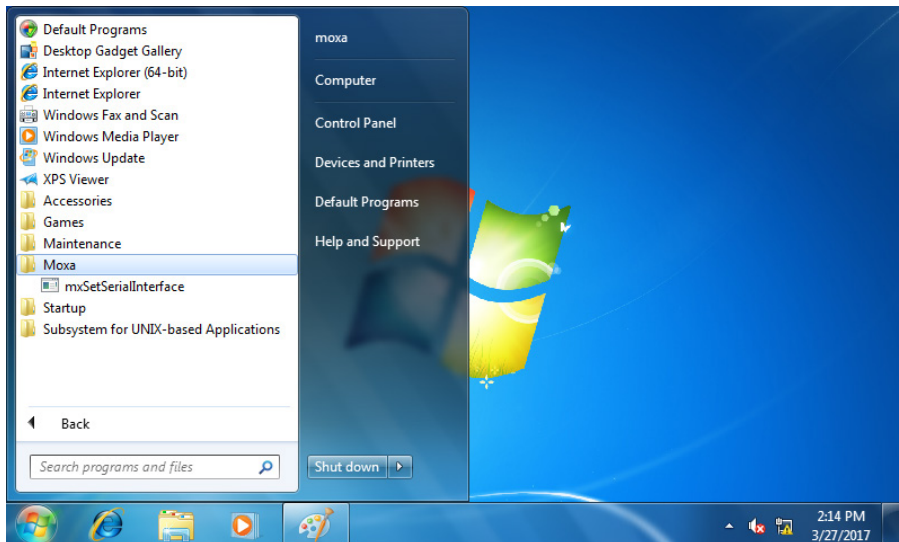 Default Programs
Desktop Gadget Gallery
Internet Explorer (64-bit)
Internet Explorer
Windows Fax and Scan
Windows Media Player
Windows Update
XPS Viewer
Accessories
Games
Maintenance
Moxa
mxSetSerialInterface
Startup
Subsystem for UNIX-based Applications
Back
Search programs and files
moxa
Computer
Control Panel
Devices and Printers
Default Programs
Help and Support
Shut down
2:14 PM
3/27/2017